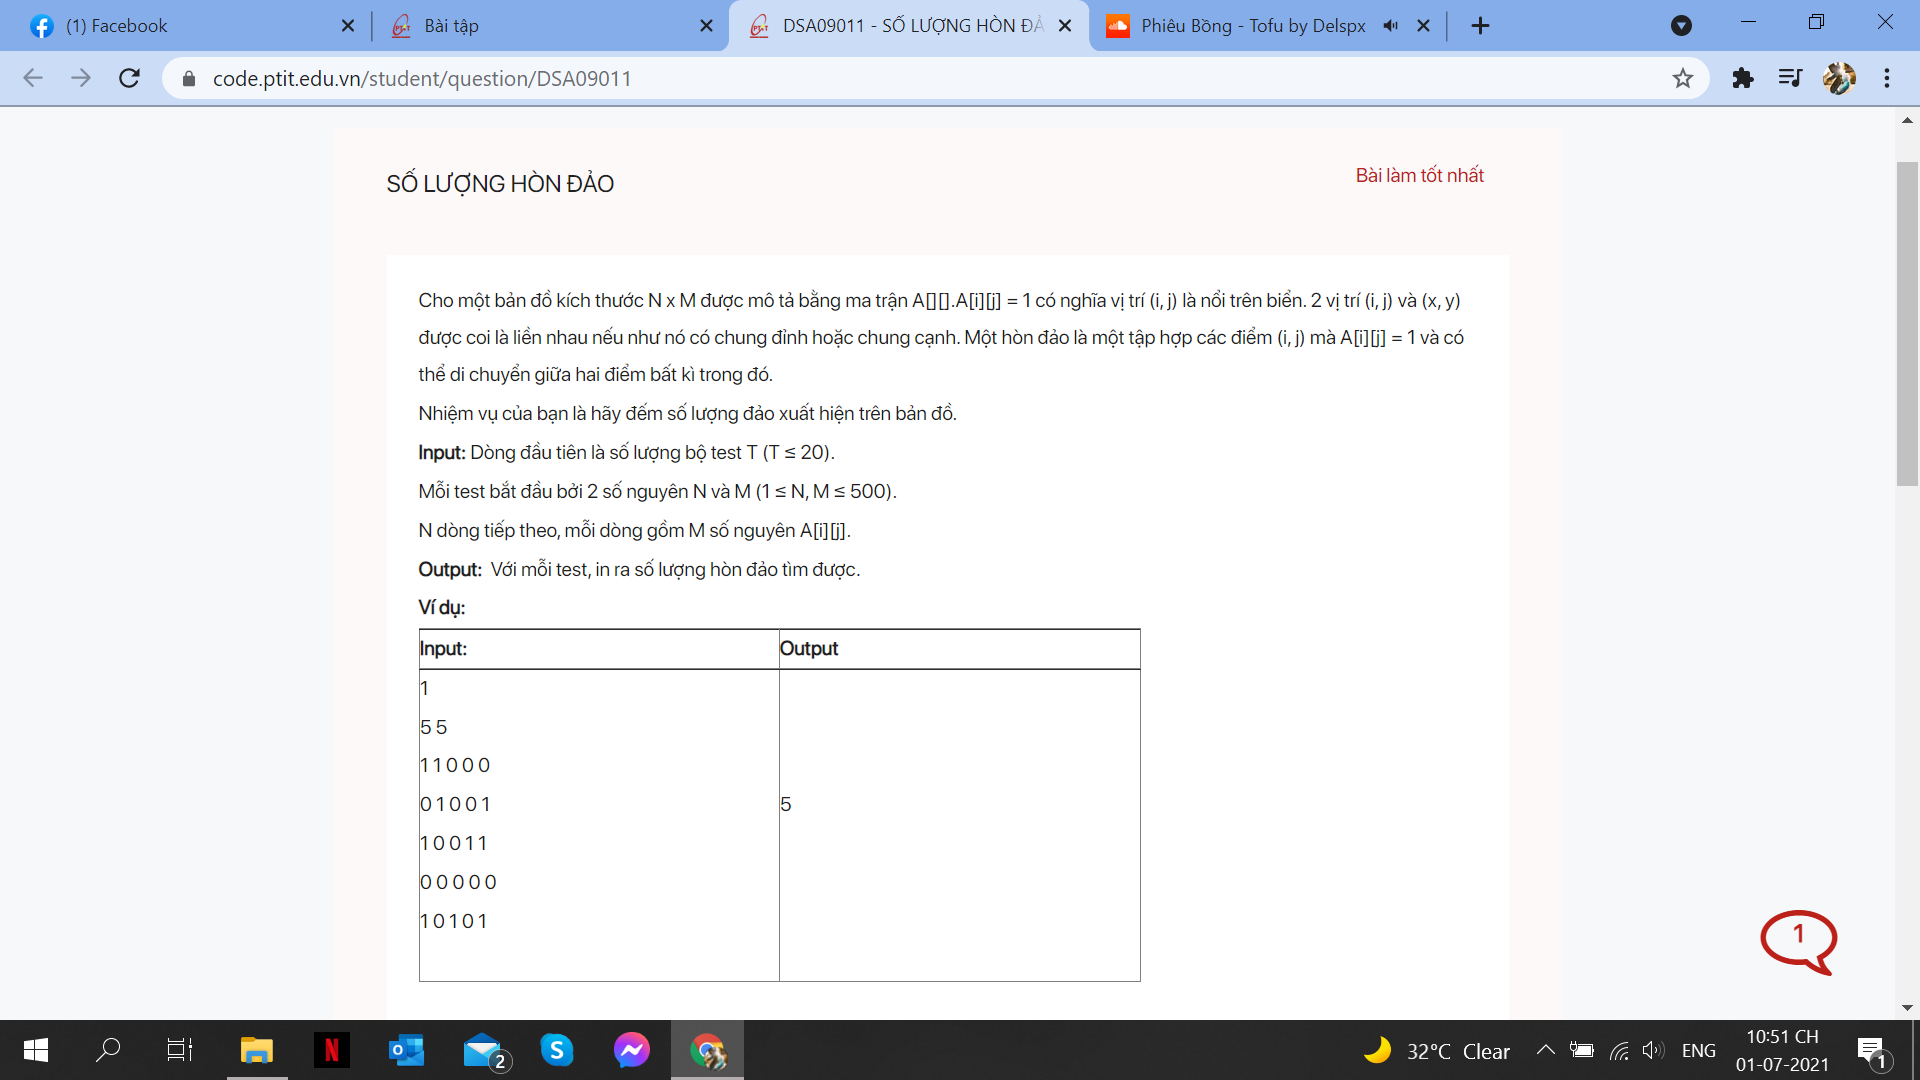 (1) Facebook
Bài tập
DSA09011 - SỐ LƯỢNG HÒN ĐẢ
Phiêu Bồng - Tofu by Delspx
code.ptit.edu.vn/student/question/DSA09011
SỐ LƯỢNG HÒN ĐẢO
Bài làm tốt nhất
Cho một bản đồ kích thước N x M được mô tả bằng ma trận A[][].A[i][j] = 1 có nghĩa vị trí (i, j) là nổi trên biển. 2 vị trí (i, j) và (x, y)
được coi là liền nhau nếu như nó có chung đỉnh hoặc chung cạnh. Một hòn đảo là một tập hợp các điểm (i, j) mà A[i][j] = 1 và có
thể di chuyển giữa hai điểm bất kì trong đó.
Nhiệm vụ của bạn là hãy đếm số lượng đảo xuất hiện trên bản đồ.
Input: Dòng đầu tiên là số lượng bộ test T (T ≤ 20).
Mỗi test bắt đầu bởi 2 số nguyên N và M (1 ≤ N, M ≤ 500).
N dòng tiếp theo, mỗi dòng gồm M số nguyên A[i][j].
Output: Với mỗi test, in ra số lượng hòn đảo tìm được.
Ví dụ:
Input:
Output
1
5 5
1 1 0 0 0
0 1 0 0 1
5
1 0 0 1 1
0 0 0 0 0
1 0 1 0 1
1
N
o
2
S
32°C Clear
ENG
10:51 CH
01-07-2021
1